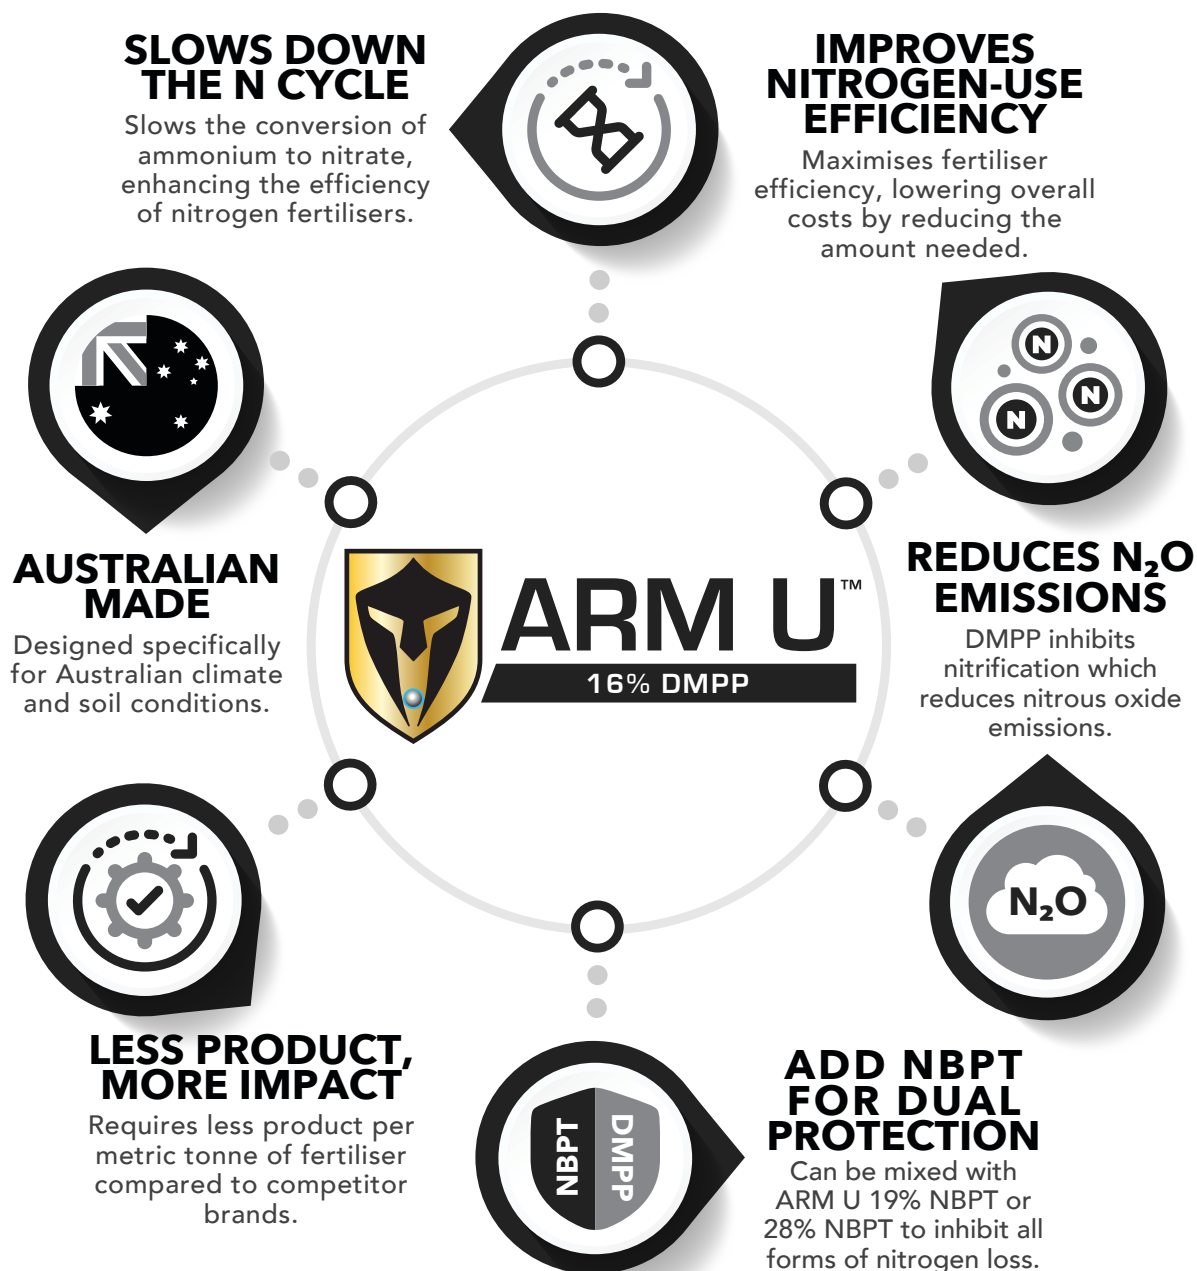 SLOWS DOWN
THE N CYCLE
Slows the conversion of
ammonium to nitrate,
enhancing the efficiency
of nitrogen fertilisers.
IMPROVES
NITROGEN-USE
EFFICIENCY
Maximises fertiliser
efficiency, lowering overall
costs by reducing the
amount needed.
N
N
N
AUSTRALIAN
MADE
Designed specifically
for Australian climate
and soil conditions.
ARM U™
16% DMPP
REDUCES N₂O
EMISSIONS
DMPP inhibits
nitrification which
reduces nitrous oxide
emissions.
N₂O
LESS PRODUCT,
MORE IMPACT
Requires less product per
metric tonne of fertiliser
compared to competitor
brands.
NBPT
DMPP
ADD NBPT
FOR DUAL
PROTECTION
Can be mixed with
ARM U 19% NBPT or
28% NBPT to inhibit all
forms of nitrogen loss.